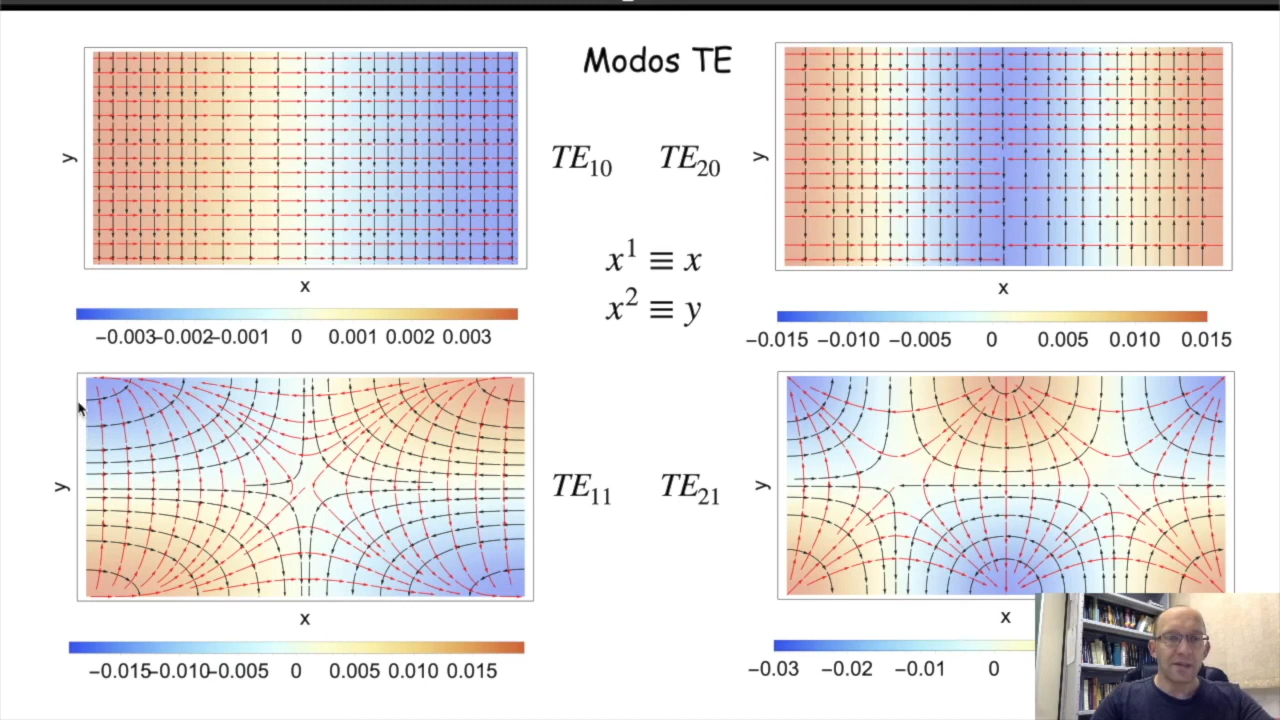 Modos TE
y
x
−0.003 −0.002 −0.001 0 0.001 0.002 0.003
TE₁₀ TE₂₀
x¹ ≡ x
x² ≡ y
y
x
−0.015 −0.010 −0.005 0 0.005 0.010 0.015
y
x
−0.015 −0.010 −0.005 0 0.005 0.010 0.015
TE₁₁ TE₂₁
y
x
−0.03 −0.02 −0.01 0